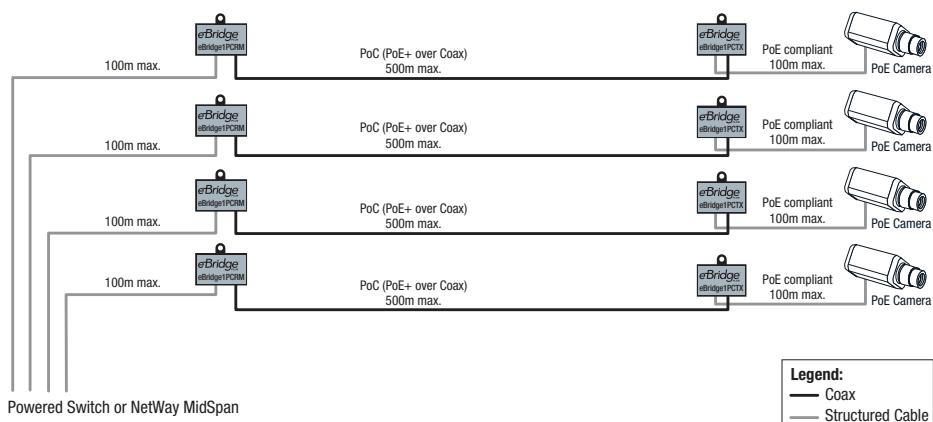 eBridge
eBridge1PCRM
100m max.
PoC (PoE+ over Coax)
500m max.
eBridge
eBridge1PCTX
PoE compliant
100m max.
PoE Camera
eBridge
eBridge1PCRM
100m max.
PoC (PoE+ over Coax)
500m max.
eBridge
eBridge1PCTX
PoE compliant
100m max.
PoE Camera
eBridge
eBridge1PCRM
100m max.
PoC (PoE+ over Coax)
500m max.
eBridge
eBridge1PCTX
PoE compliant
100m max.
PoE Camera
eBridge
eBridge1PCRM
100m max.
PoC (PoE+ over Coax)
500m max.
eBridge
eBridge1PCTX
PoE compliant
100m max.
PoE Camera
Powered Switch or NetWay MidSpan
Legend:
Coax
Structured Cable